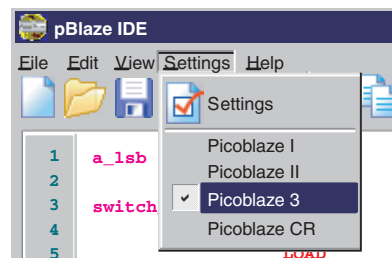 pBlaze IDE
File Edit View Settings Help
Settings
Picoblaze I
Picoblaze II
Picoblaze 3
Picoblaze CR
1 a_lsb
2
3 switch
4
5 LOAD